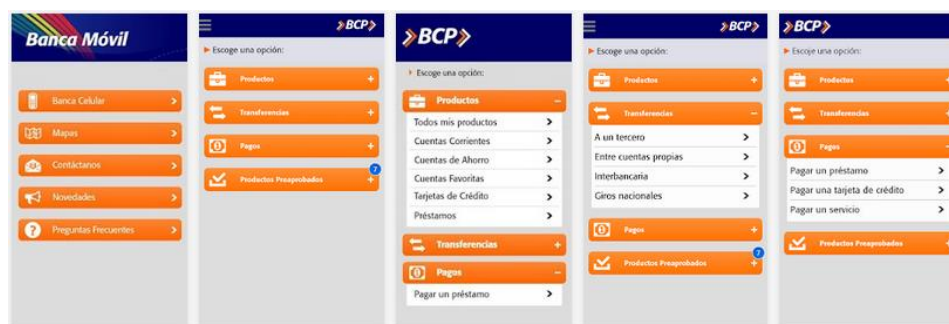 Banca Móvil
Banca Celular
Mapas
Contáctanos
Novedades
Preguntas Frecuentes
BCP
Escoge una opción:
Productos
Transferencias
Pagos
Productos Preaprobados
7
BCP
Escoge una opción:
Productos
Todos mis productos
Cuentas Corrientes
Cuentas de Ahorro
Cuentas Favoritas
Tarjetas de Crédito
Préstamos
Transferencias
Pagos
Pagar un préstamo
BCP
Escoge una opción:
Productos
Transferencias
A un tercero
Entre cuentas propias
Interbancaria
Giros nacionales
Pagos
Productos Preaprobados
7
BCP
Escoje una opción:
Productos
Transferencias
Pagos
Pagar un préstamo
Pagar una tarjeta de crédito
Pagar un servicio
Productos Preaprobados